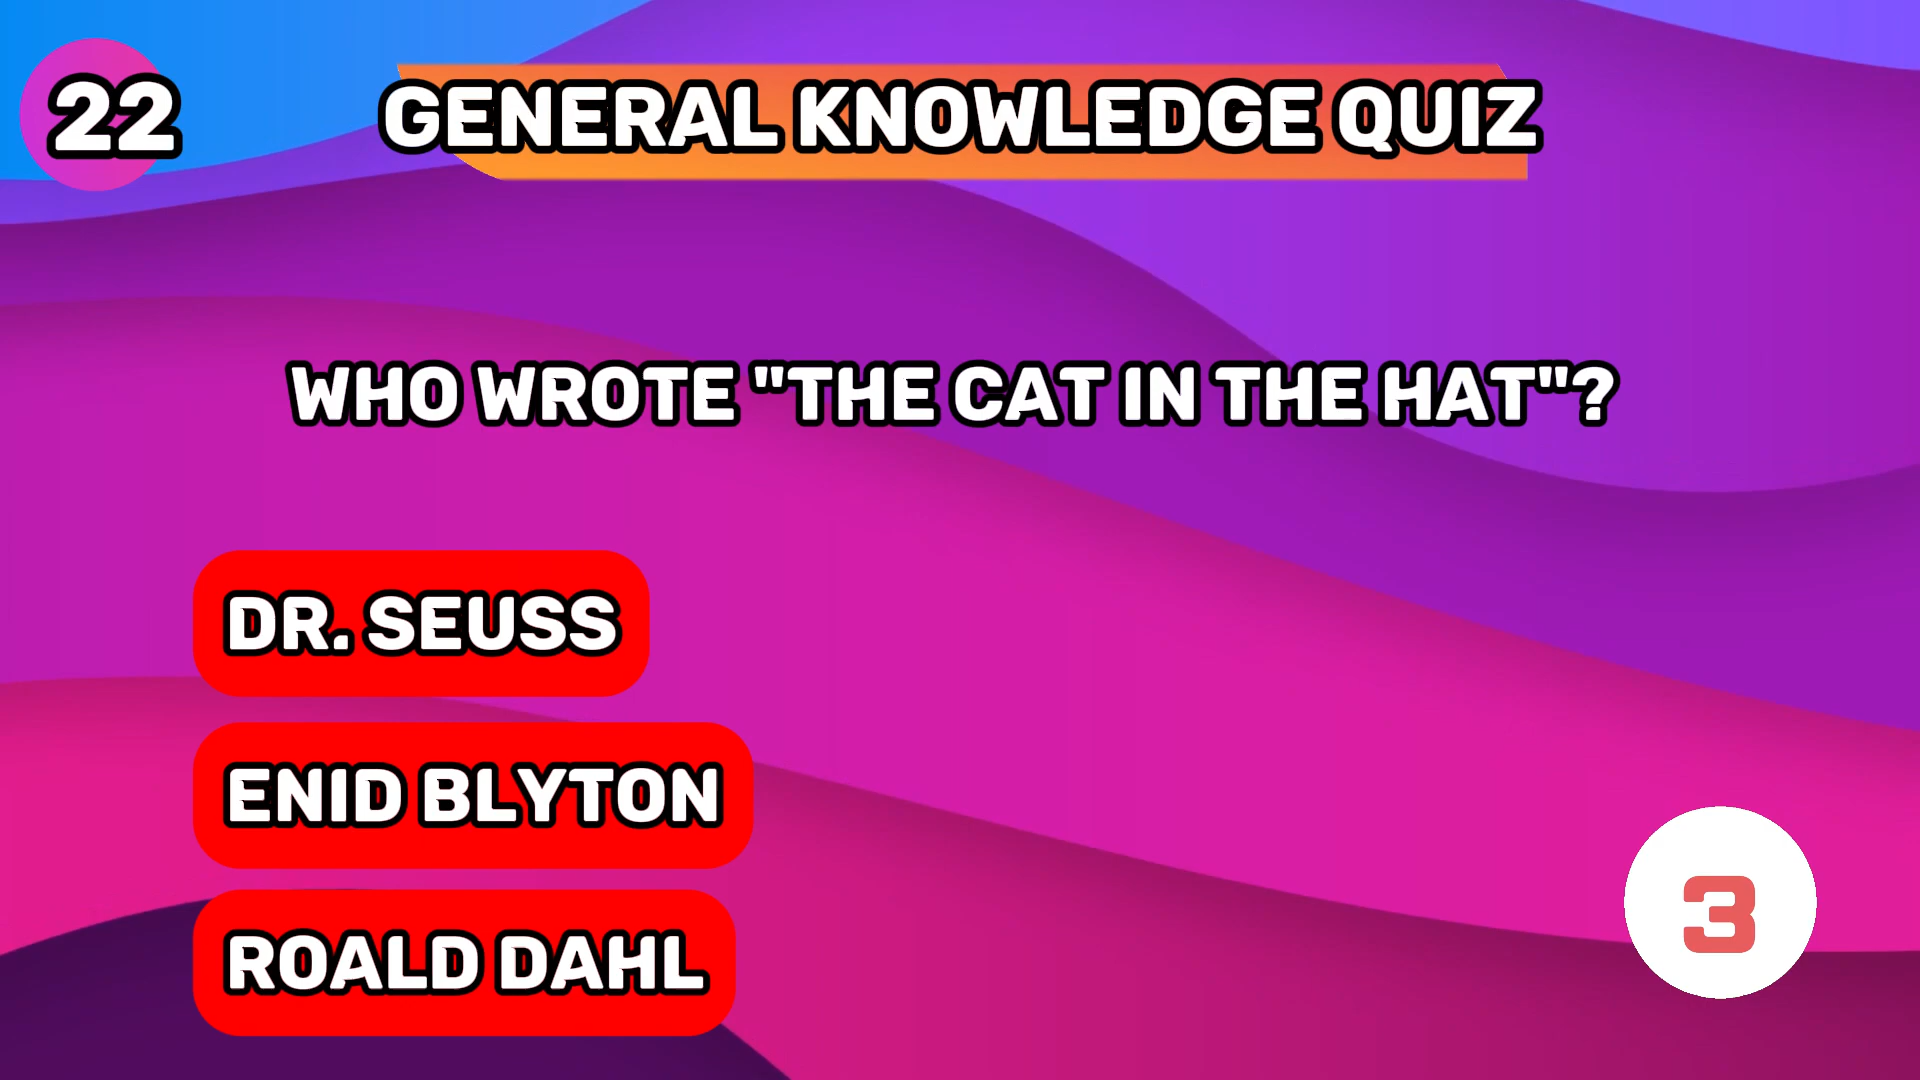 22
GENERAL KNOWLEDGE QUIZ
WHO WROTE "THE CAT IN THE HAT"?
DR. SEUSS
ENID BLYTON
ROALD DAHL
3